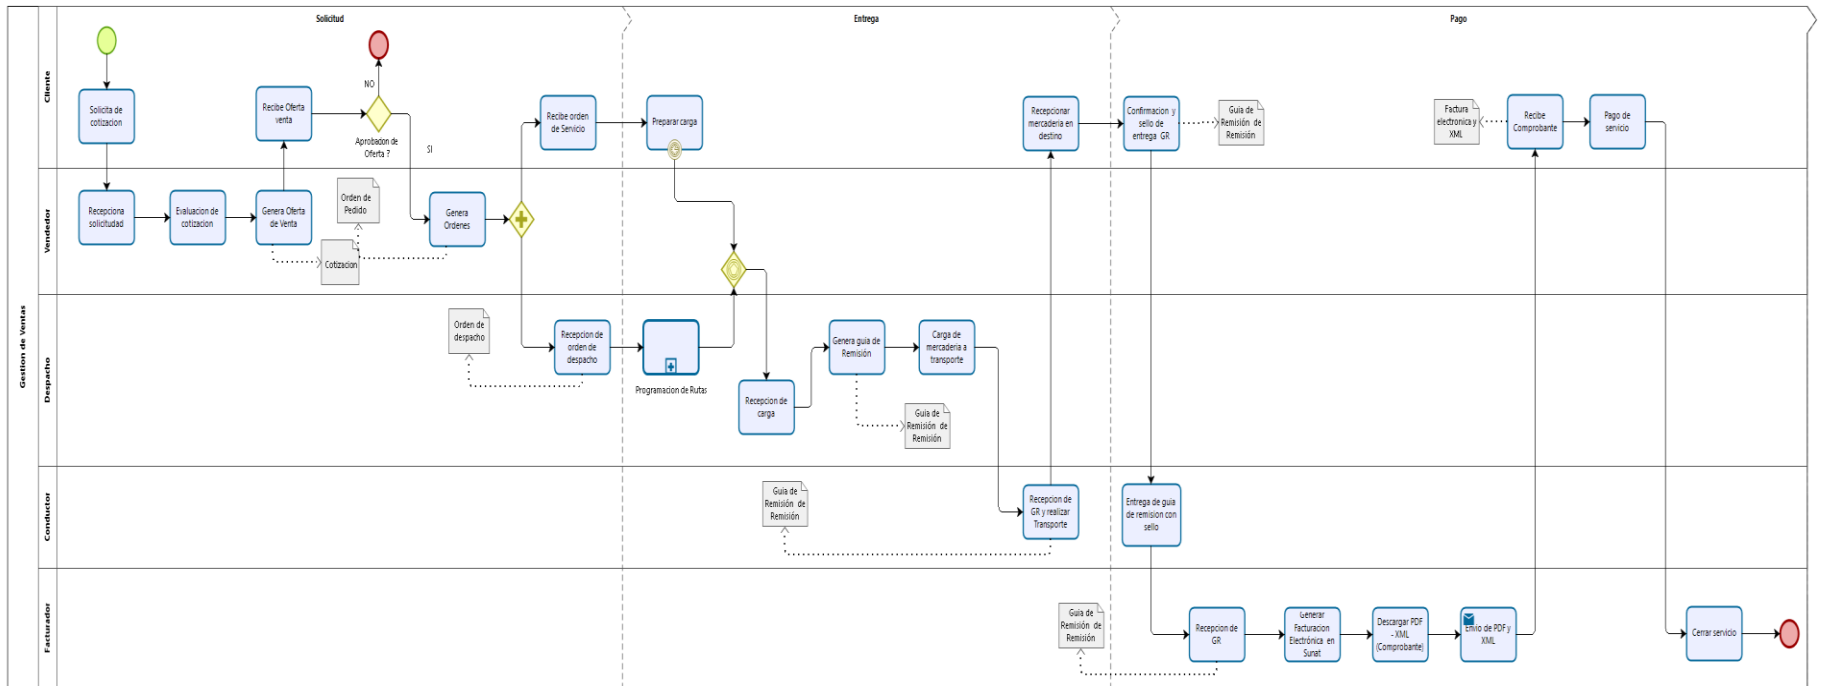 Solicitud
Entrega
Pago
Gestion de Ventas
Cliente
Solicita de
cotizacion
Recibe Oferta
venta
NO
Aprobacion de
Oferta ?
SI
Recibe orden
de Servicio
Preparar carga
Recepcionar
mercaderia en
destino
Confirmacion y
sello de
entrega GR
Guia de
Remisión de
Remisión
Factura
electronica y
XML
Recibe
Comprobante
Pago de
servicio
Vendedor
Recepciona
solicitudad
Evaluacion de
cotizacion
Genera Oferta
de Venta
Orden de
Pedido
Cotizacion
Genera
Ordenes
Despacho
Orden de
despacho
Recepcion de
orden de
despacho
Programacion de Rutas
Recepcion de
carga
Genera guia de
Remisión
Carga de
mercaderia a
transporte
Guia de
Remisión de
Remisión
Conductor
Guia de
Remisión de
Remisión
Recepcion de
GR y realizar
Transporte
Entrega de guia
de remision con
sello
Facturador
Guia de
Remisión de
Remisión
Recepcion de
GR
Generar
Facturacion
Electrónica en
Sunat
Descargar PDF
- XML
(Comprobante)
Envio de PDF y
XML
Cerrar servicio